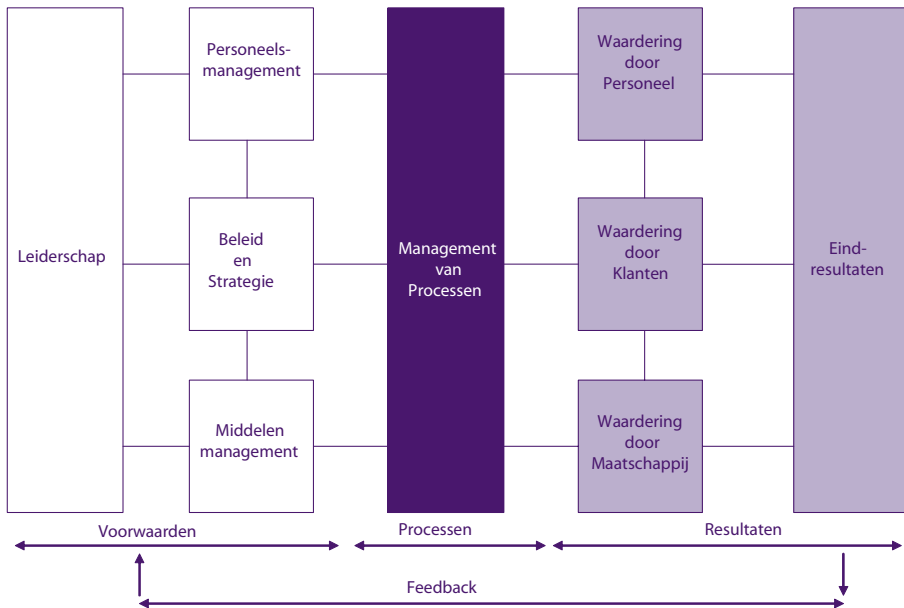 Leiderschap
Personeels-
management
Beleid
en
Strategie
Middelen
management
Management
van
Processen
Waardering
door
Personeel
Waardering
door
Klanten
Waardering
door
Maatschappij
Eind-
resultaten
Voorwaarden
Processen
Resultaten
Feedback